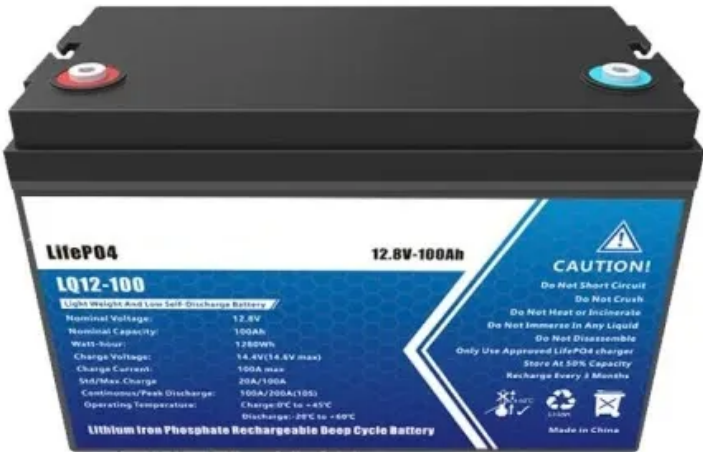 LifePO4
12.8V-100Ah
LQ12-100
Light Weight And Low Self-Discharge Battery
Nominal Voltage: 12.8V
Nominal Capacity: 100Ah
Watt-hour: 1280Wh
Charge Voltage: 14.4V(14.6V max)
Charge Current: 100A max
Std/Max.Charge 20A/100A
Continuous/Peak Discharge: 100A/200A(10S)
Operating Temperature: Charge:0℃ to +45℃
Discharge:-20℃ to +60℃
Lithium Iron Phosphate Rechargeable Deep Cycle Battery
CAUTION!
Do Not Short Circuit
Do Not Crush
Do Not Heat or Incinerate
Do Not Immerse In Any Liquid
Do Not Disassemble
Only Use Approved LifePO4 charger
Store At 50% Capacity
Recharge Every 3 Months
Li-ion
Made in China